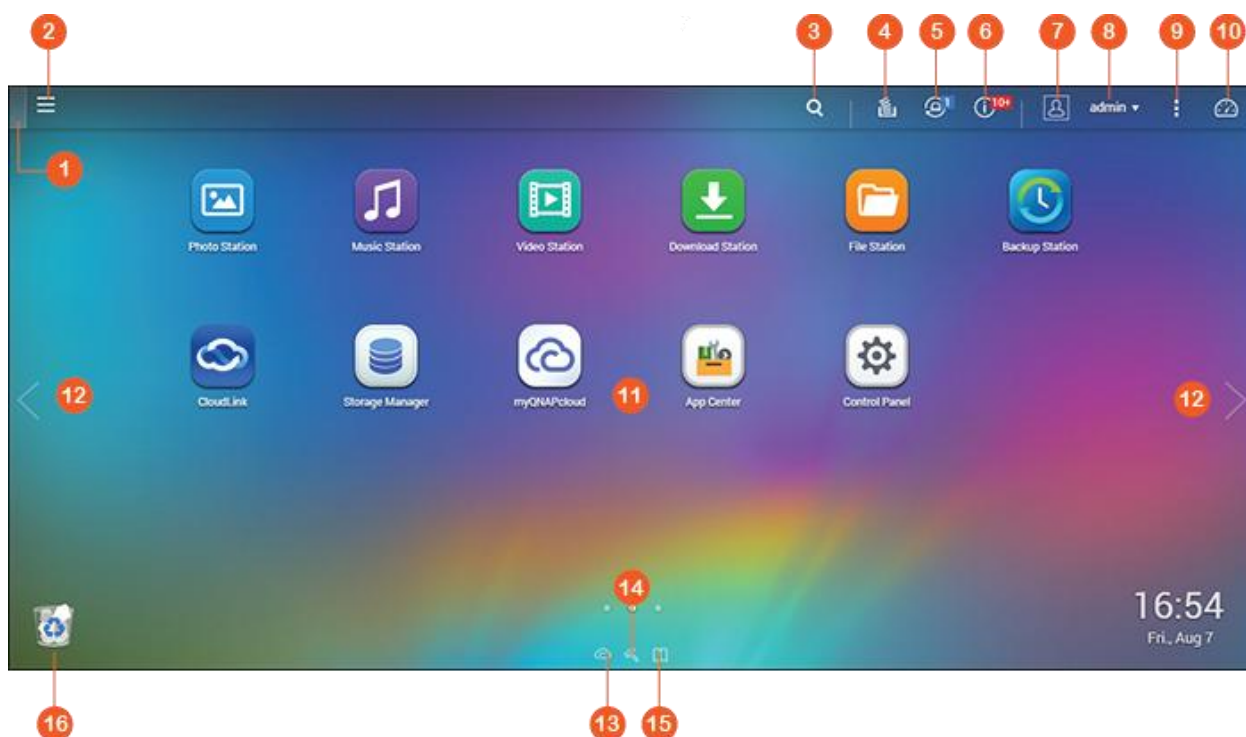 2
3
4
5
6
7
8
9
10
1
10+
admin
1
Photo Station
Music Station
Video Station
Download Station
File Station
Backup Station
12
11
12
CloudLink
Storage Manager
myQNAPcloud
App Center
Control Panel
14
16:54
Fri., Aug 7
16
13
15